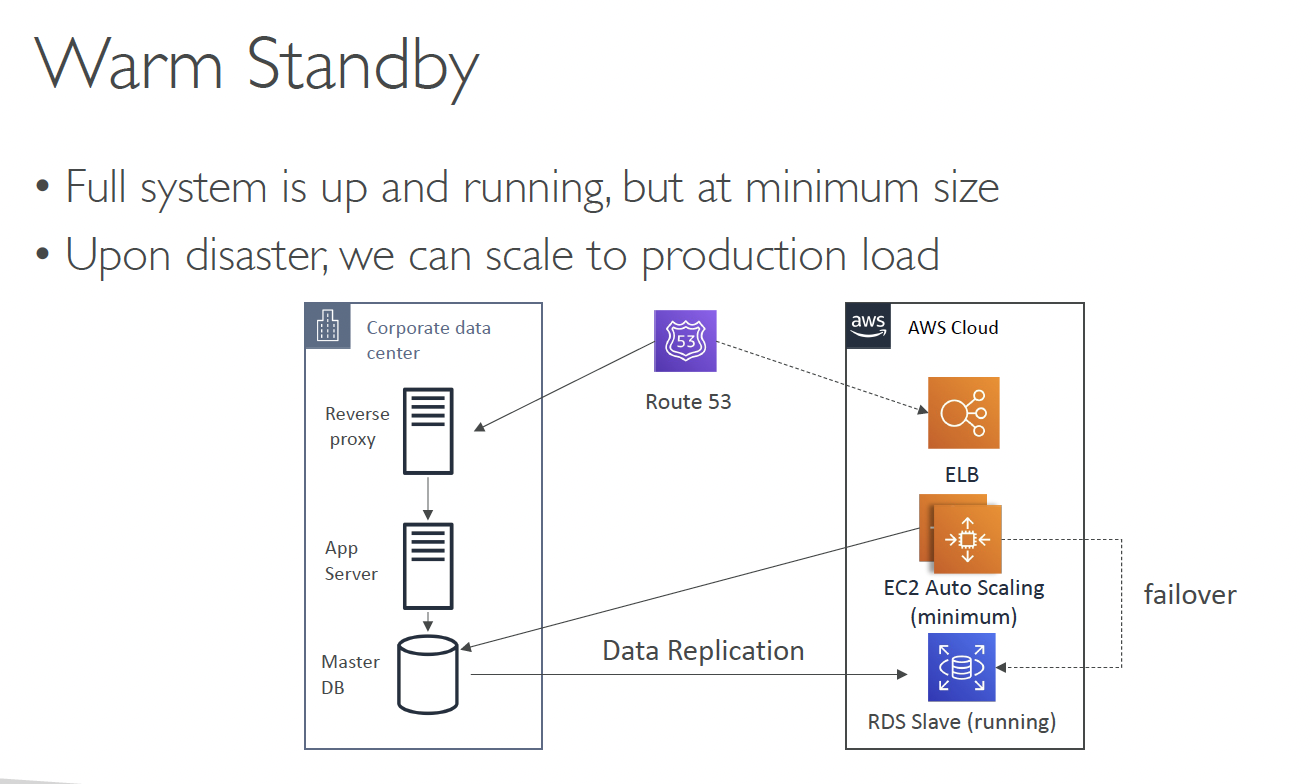 Warm Standby
• Full system is up and running, but at minimum size
• Upon disaster, we can scale to production load
Corporate data
center
Reverse
proxy
App
Server
Master
DB
53
Route 53
Data Replication
aws
AWS Cloud
ELB
EC2 Auto Scaling
(minimum)
RDS Slave (running)
failover